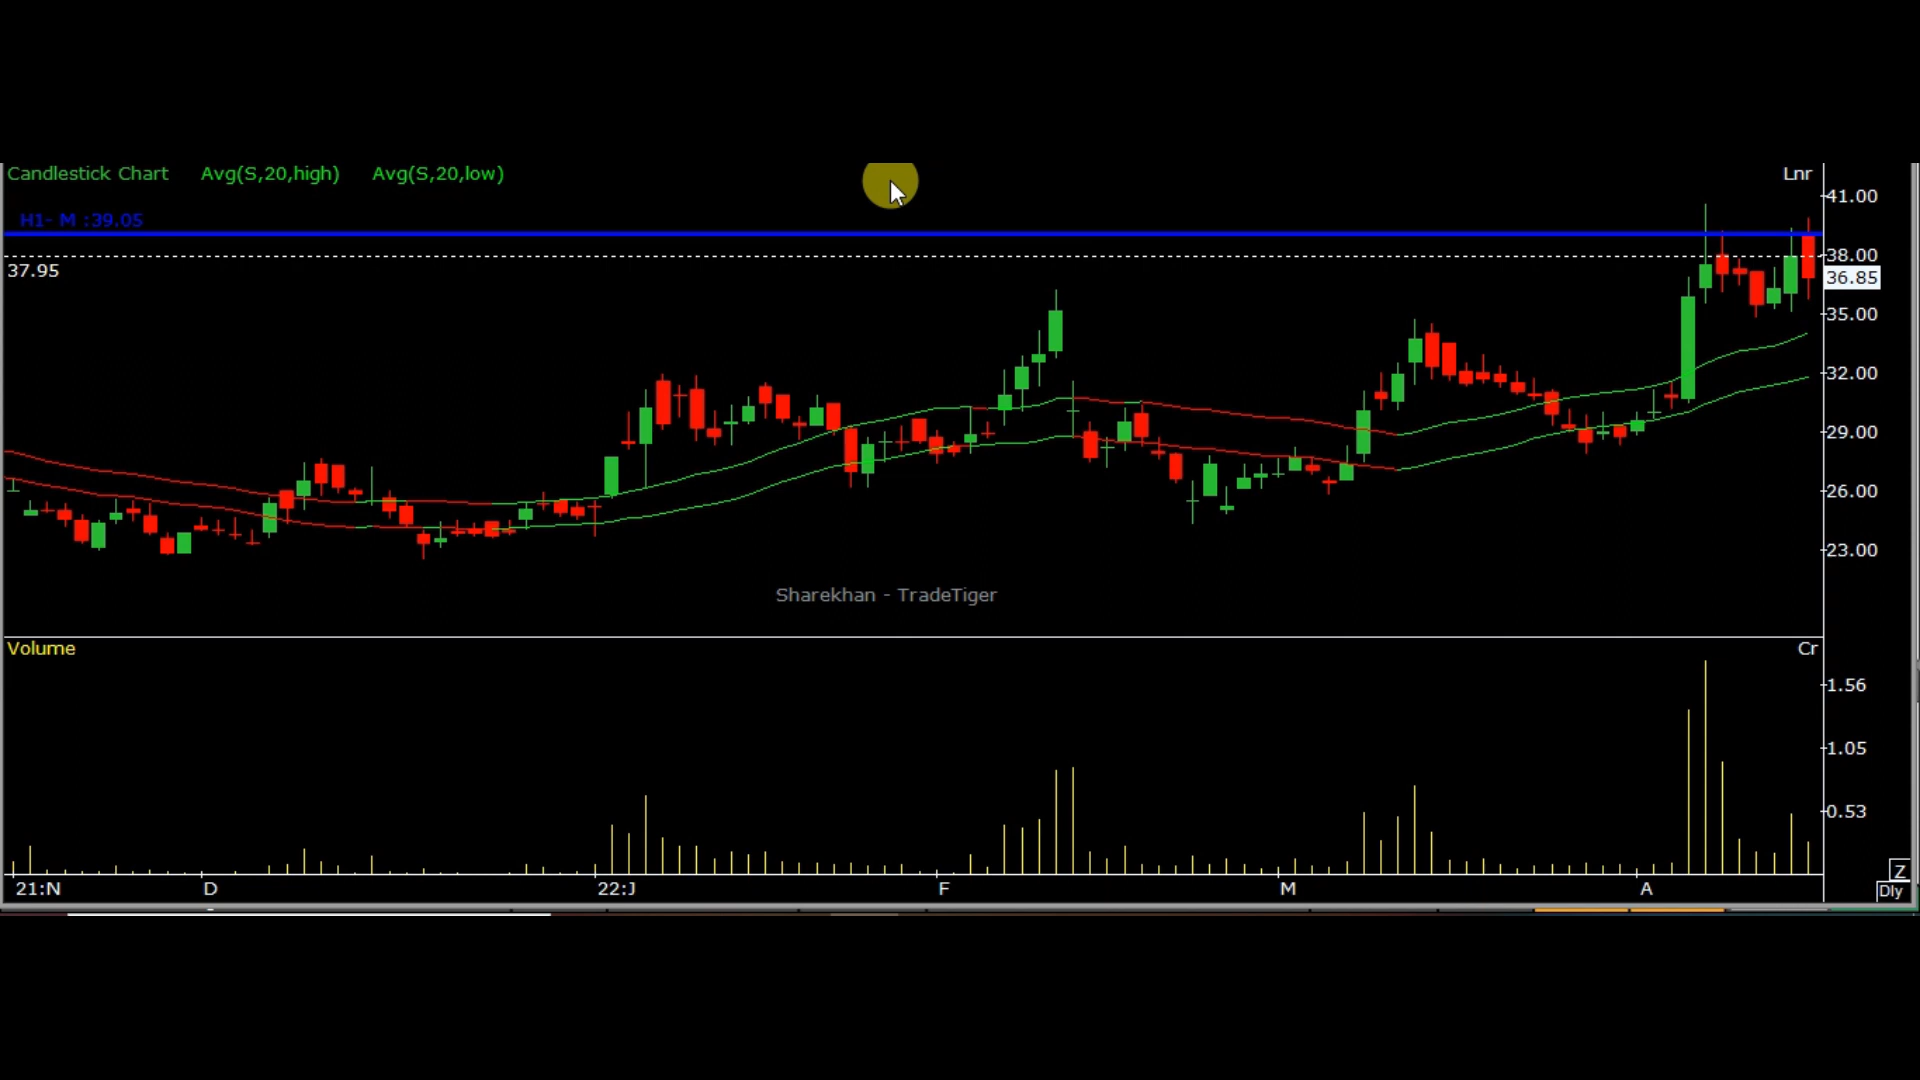 Candlestick Chart Avg(S,20,high) Avg(S,20,low) Lnr
41.00
H1- M :39.05
38.00
37.95
36.85
35.00
32.00
29.00
26.00
23.00
Sharekhan - TradeTiger
Volume Cr
1.56
1.05
0.53
Z
21:N D 22:J F M A Dly